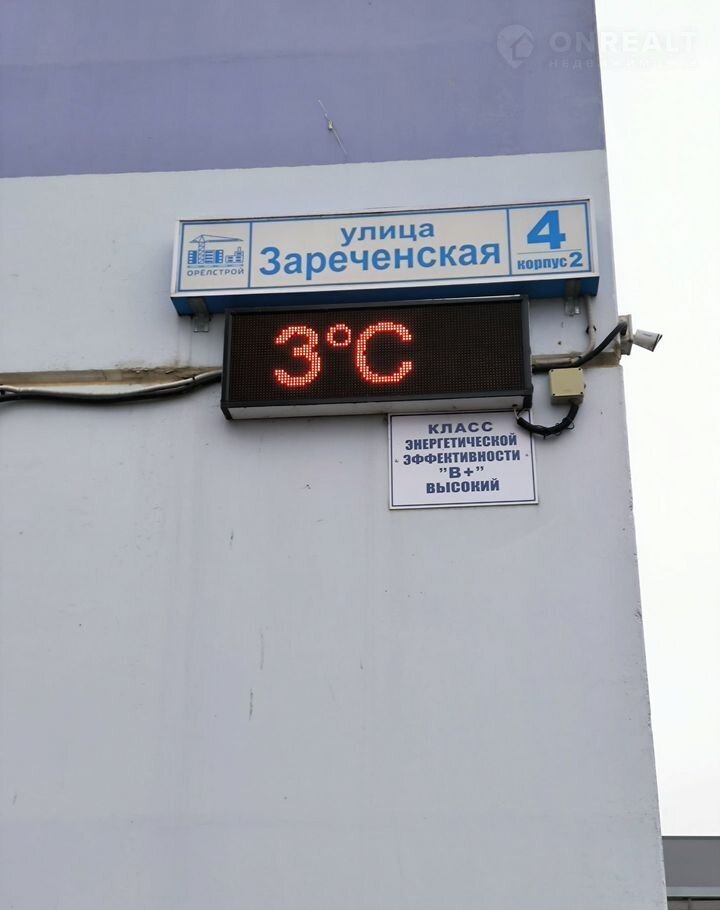 ONREALT
НЕДВИЖИМОСТЬ
улица
Зареченская
4
корпус 2
ОРЁЛСТРОЙ
3°C
КЛАСС
ЭНЕРГЕТИЧЕСКОЙ
ЭФФЕКТИВНОСТИ
"В+"
ВЫСОКИЙ